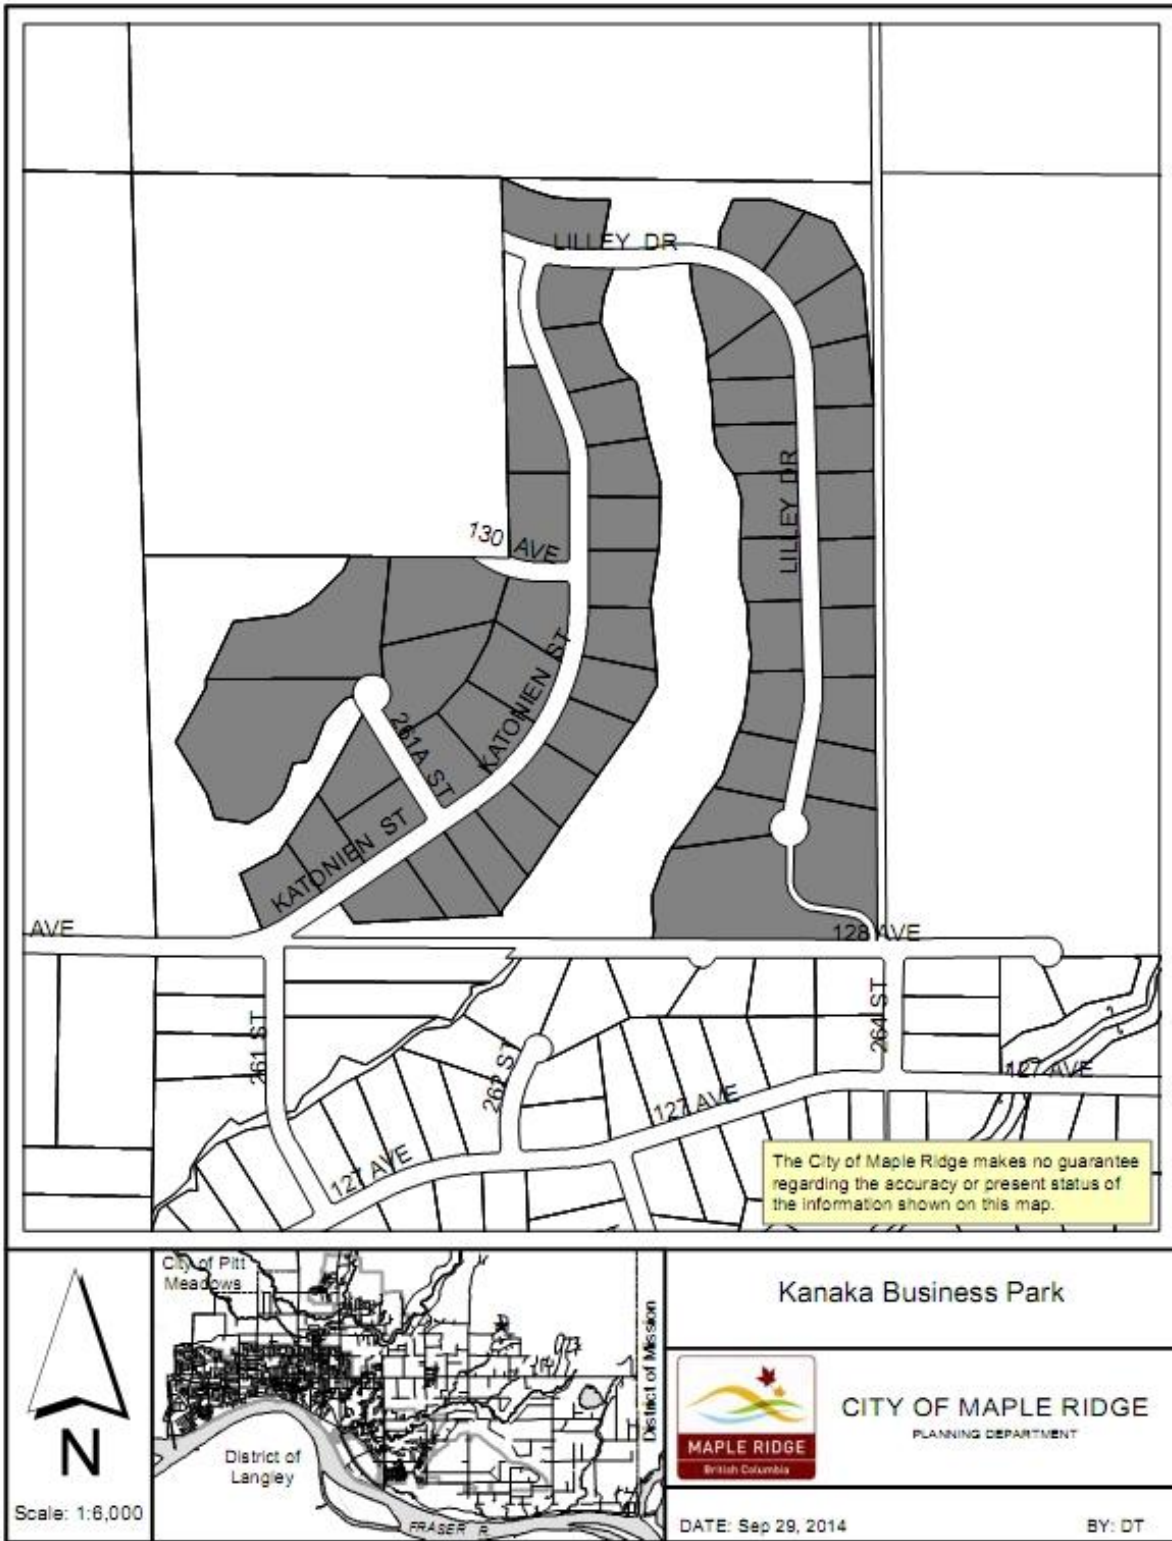 LILLEY DR
LILLEY DR
130 AVE
KATONIEN ST
261A ST
KATONIEN ST
AVE
128 AVE
261 ST
262 ST
264 ST
127 AVE
127 AVE
127 AVE
The City of Maple Ridge makes no guarantee
regarding the accuracy or present status of
the information shown on this map.
N
Scale: 1:6,000
City of Pitt
Meadows
District of Mission
District of
Langley
FRASER R.
Kanaka Business Park
MAPLE RIDGE
British Columbia
CITY OF MAPLE RIDGE
PLANNING DEPARTMENT
DATE: Sep 29, 2014
BY: DT